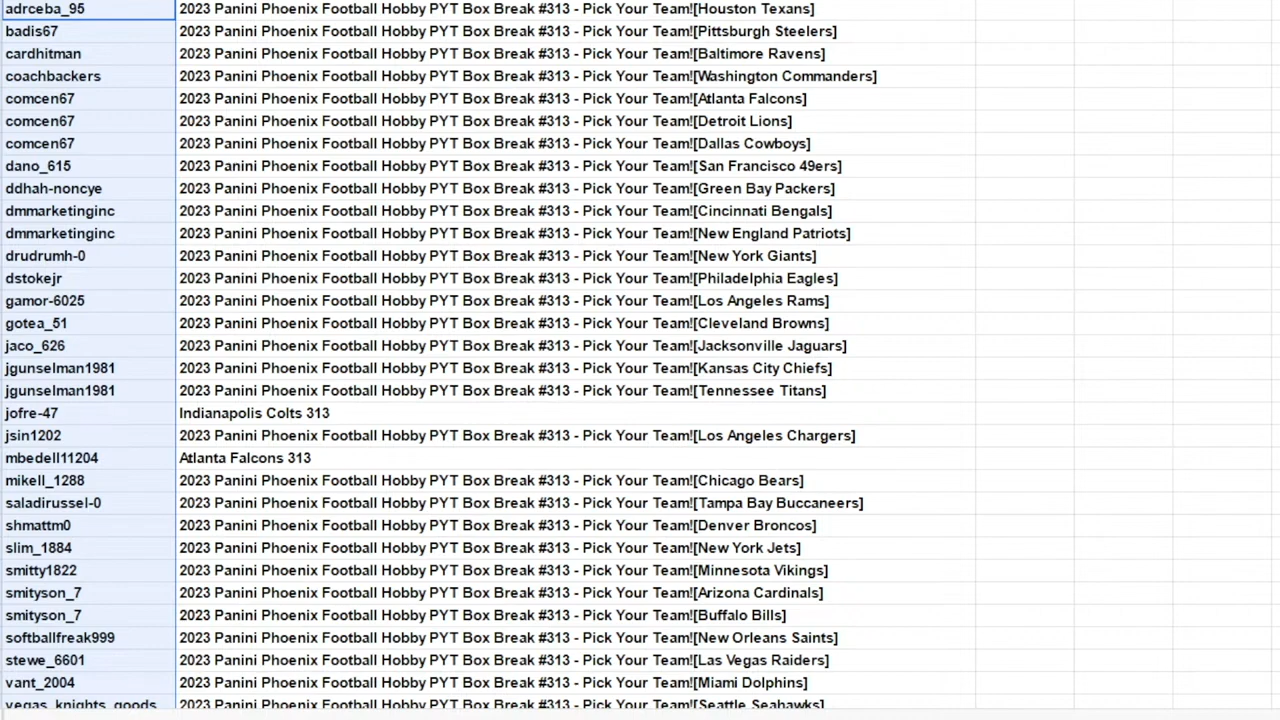 adrceba_95 2023 Panini Phoenix Football Hobby PYT Box Break #313 - Pick Your Team![Houston Texans]
badis67 2023 Panini Phoenix Football Hobby PYT Box Break #313 - Pick Your Team![Pittsburgh Steelers]
cardhitman 2023 Panini Phoenix Football Hobby PYT Box Break #313 - Pick Your Team![Baltimore Ravens]
coachbackers 2023 Panini Phoenix Football Hobby PYT Box Break #313 - Pick Your Team![Washington Commanders]
comcen67 2023 Panini Phoenix Football Hobby PYT Box Break #313 - Pick Your Team![Atlanta Falcons]
comcen67 2023 Panini Phoenix Football Hobby PYT Box Break #313 - Pick Your Team![Detroit Lions]
comcen67 2023 Panini Phoenix Football Hobby PYT Box Break #313 - Pick Your Team![Dallas Cowboys]
dano_615 2023 Panini Phoenix Football Hobby PYT Box Break #313 - Pick Your Team![San Francisco 49ers]
ddhah-noncye 2023 Panini Phoenix Football Hobby PYT Box Break #313 - Pick Your Team![Green Bay Packers]
dmmarketinginc 2023 Panini Phoenix Football Hobby PYT Box Break #313 - Pick Your Team![Cincinnati Bengals]
dmmarketinginc 2023 Panini Phoenix Football Hobby PYT Box Break #313 - Pick Your Team![New England Patriots]
drudrumh-0 2023 Panini Phoenix Football Hobby PYT Box Break #313 - Pick Your Team![New York Giants]
dstokejr 2023 Panini Phoenix Football Hobby PYT Box Break #313 - Pick Your Team![Philadelphia Eagles]
gamor-6025 2023 Panini Phoenix Football Hobby PYT Box Break #313 - Pick Your Team![Los Angeles Rams]
gotea_51 2023 Panini Phoenix Football Hobby PYT Box Break #313 - Pick Your Team![Cleveland Browns]
jaco_626 2023 Panini Phoenix Football Hobby PYT Box Break #313 - Pick Your Team![Jacksonville Jaguars]
jgunselman1981 2023 Panini Phoenix Football Hobby PYT Box Break #313 - Pick Your Team![Kansas City Chiefs]
jgunselman1981 2023 Panini Phoenix Football Hobby PYT Box Break #313 - Pick Your Team![Tennessee Titans]
jofre-47 Indianapolis Colts 313
jsin1202 2023 Panini Phoenix Football Hobby PYT Box Break #313 - Pick Your Team![Los Angeles Chargers]
mbedell11204 Atlanta Falcons 313
mikell_1288 2023 Panini Phoenix Football Hobby PYT Box Break #313 - Pick Your Team![Chicago Bears]
saladirussel-0 2023 Panini Phoenix Football Hobby PYT Box Break #313 - Pick Your Team![Tampa Bay Buccaneers]
shmattm0 2023 Panini Phoenix Football Hobby PYT Box Break #313 - Pick Your Team![Denver Broncos]
slim_1884 2023 Panini Phoenix Football Hobby PYT Box Break #313 - Pick Your Team![New York Jets]
smitty1822 2023 Panini Phoenix Football Hobby PYT Box Break #313 - Pick Your Team![Minnesota Vikings]
smityson_7 2023 Panini Phoenix Football Hobby PYT Box Break #313 - Pick Your Team![Arizona Cardinals]
smityson_7 2023 Panini Phoenix Football Hobby PYT Box Break #313 - Pick Your Team![Buffalo Bills]
softballfreak999 2023 Panini Phoenix Football Hobby PYT Box Break #313 - Pick Your Team![New Orleans Saints]
stewe_6601 2023 Panini Phoenix Football Hobby PYT Box Break #313 - Pick Your Team![Las Vegas Raiders]
vant_2004 2023 Panini Phoenix Football Hobby PYT Box Break #313 - Pick Your Team![Miami Dolphins]
vegas_knights_goods 2023 Panini Phoenix Football Hobby PYT Box Break #313 - Pick Your Team![Seattle Seahawks]